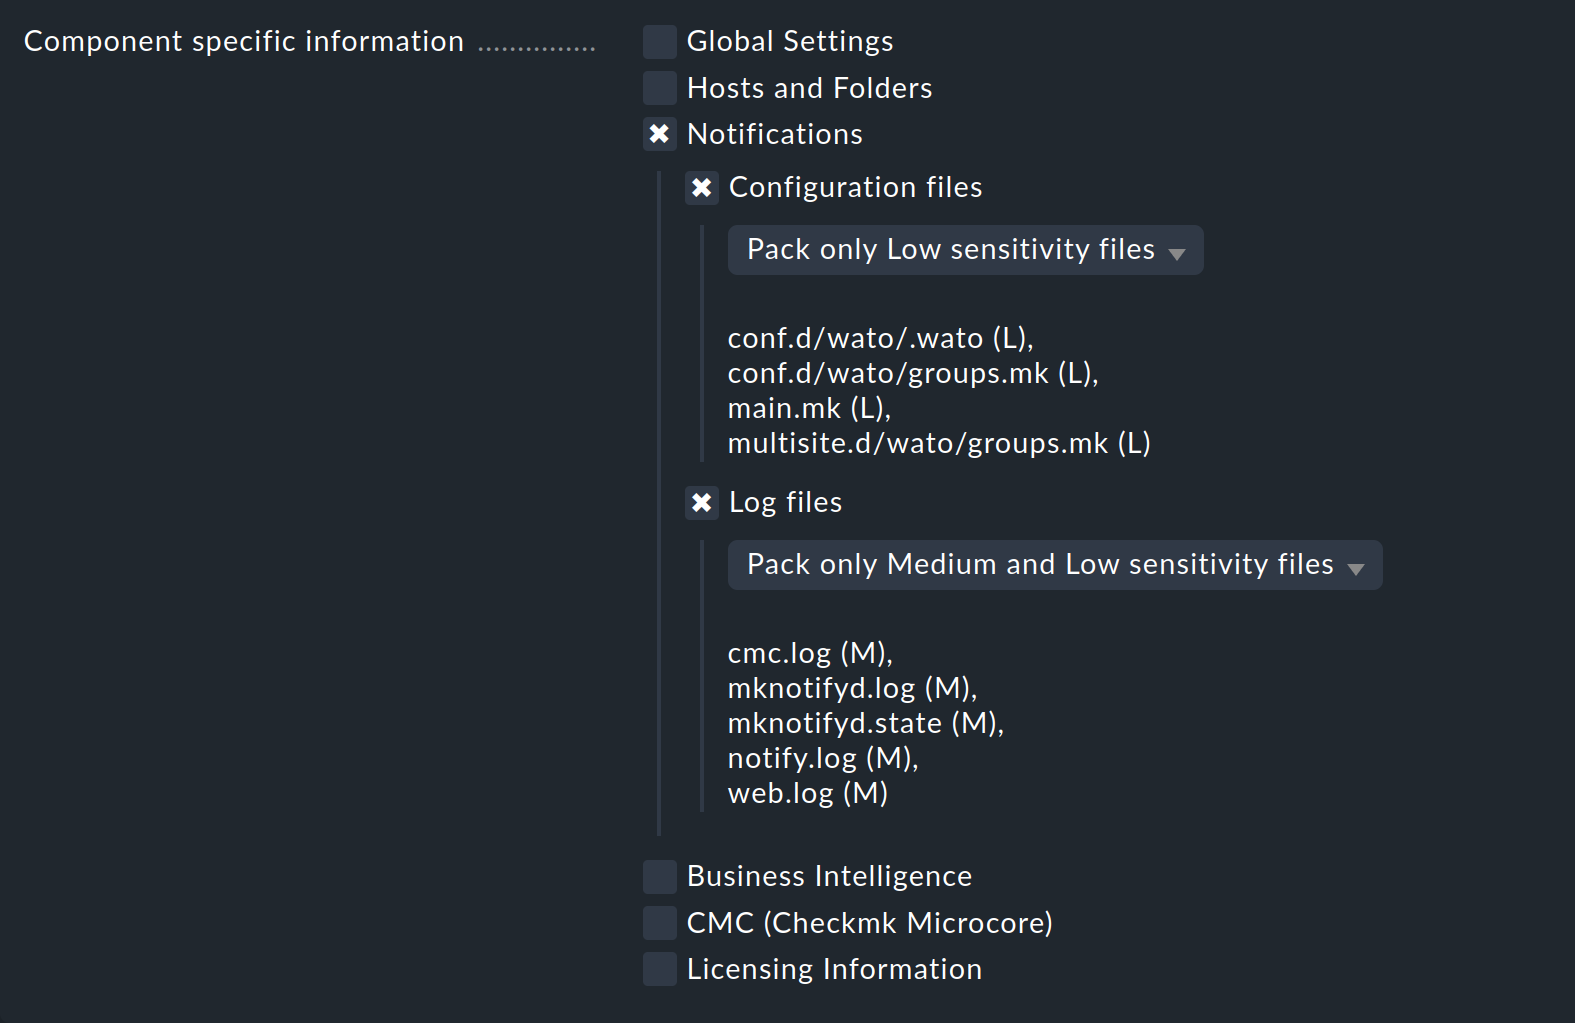 Component specific information ...............
Global Settings
Hosts and Folders
Notifications
Configuration files
Pack only Low sensitivity files
conf.d/wato/.wato (L),
conf.d/wato/groups.mk (L),
main.mk (L),
multisite.d/wato/groups.mk (L)
Log files
Pack only Medium and Low sensitivity files
cmc.log (M),
mknotifyd.log (M),
mknotifyd.state (M),
notify.log (M),
web.log (M)
Business Intelligence
CMC (Checkmk Microcore)
Licensing Information